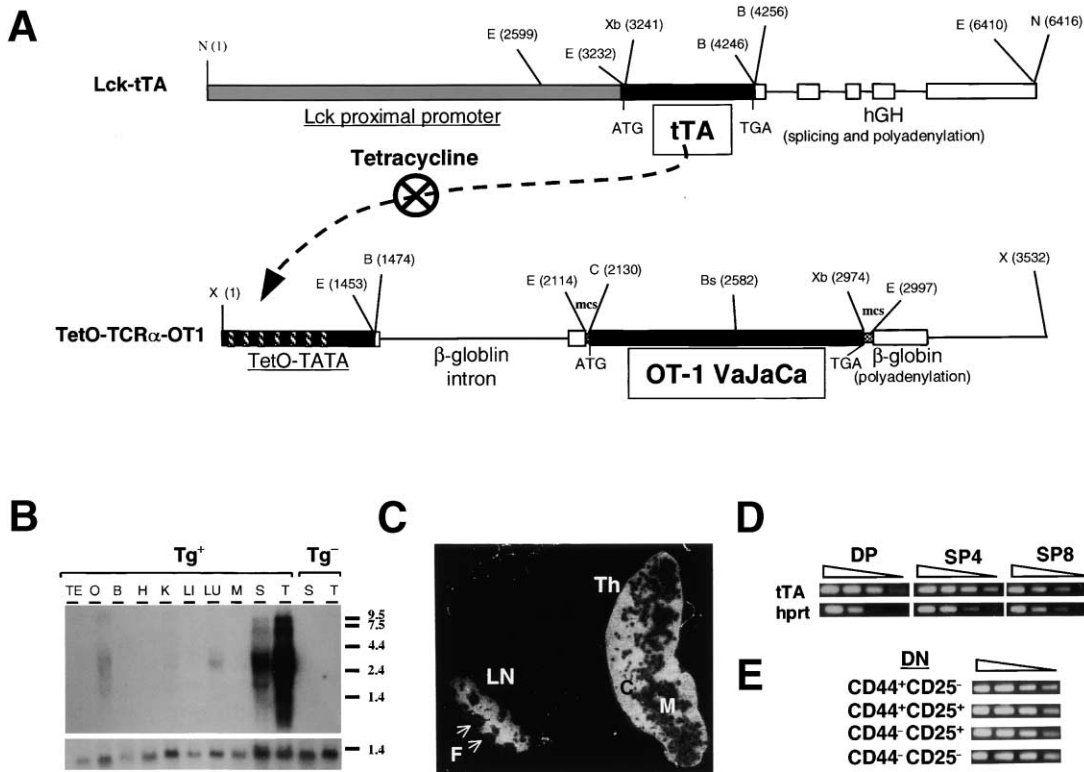 A
N (1)
E (2599)
E (3232)
Xb (3241)
B (4246)
B (4256)
E (6410)
N (6416)
Lck-tTA
Lck proximal promoter
ATG
tTA
TGA
hGH
(splicing and polyadenylation)
Tetracycline
X (1)
E (1453)
B (1474)
E (2114)
mcs
C (2130)
Bs (2582)
Xb (2974)
mcs
E (2997)
X (3532)
TetO-TCRα-OT1
TetO-TATA
β-globlin
intron
ATG
OT-1 VaJaCa
TGA
β-globin
(polyadenylation)
B
Tg+ Tg-
TE O B H K LI LU M S T S T
9.5
7.5
4.4
2.4
1.4
1.4
C
Th
LN
C
M
F
D
DP SP4 SP8
tTA
hprt
E
DN
CD44+CD25-
CD44+CD25+
CD44-CD25+
CD44-CD25-